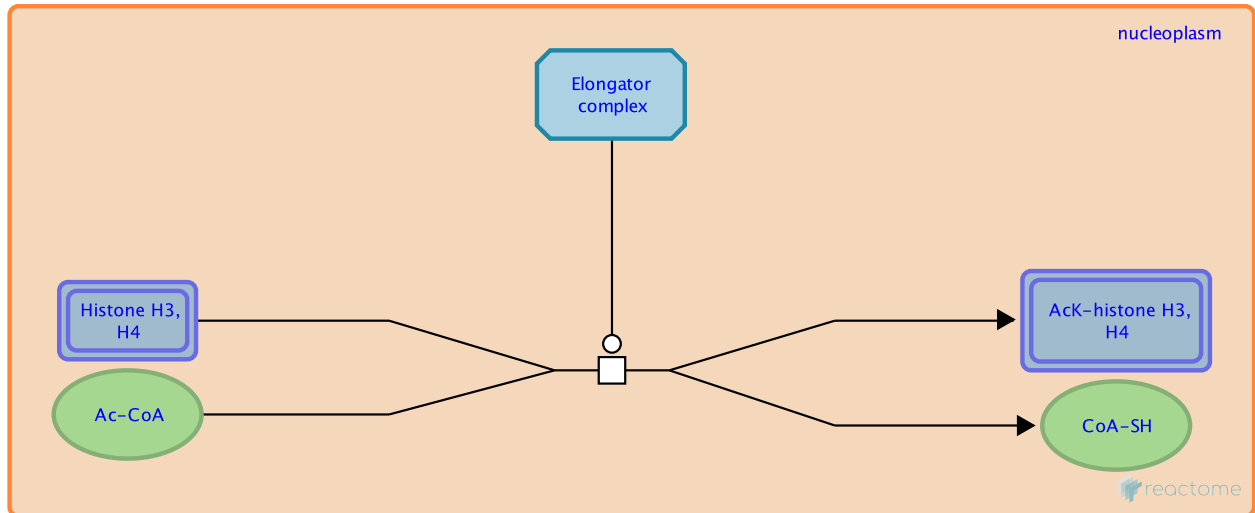 nucleoplasm
Elongator
complex
Histone H3,
H4
Ac-CoA
AcK-histone H3,
H4
CoA-SH
reactome